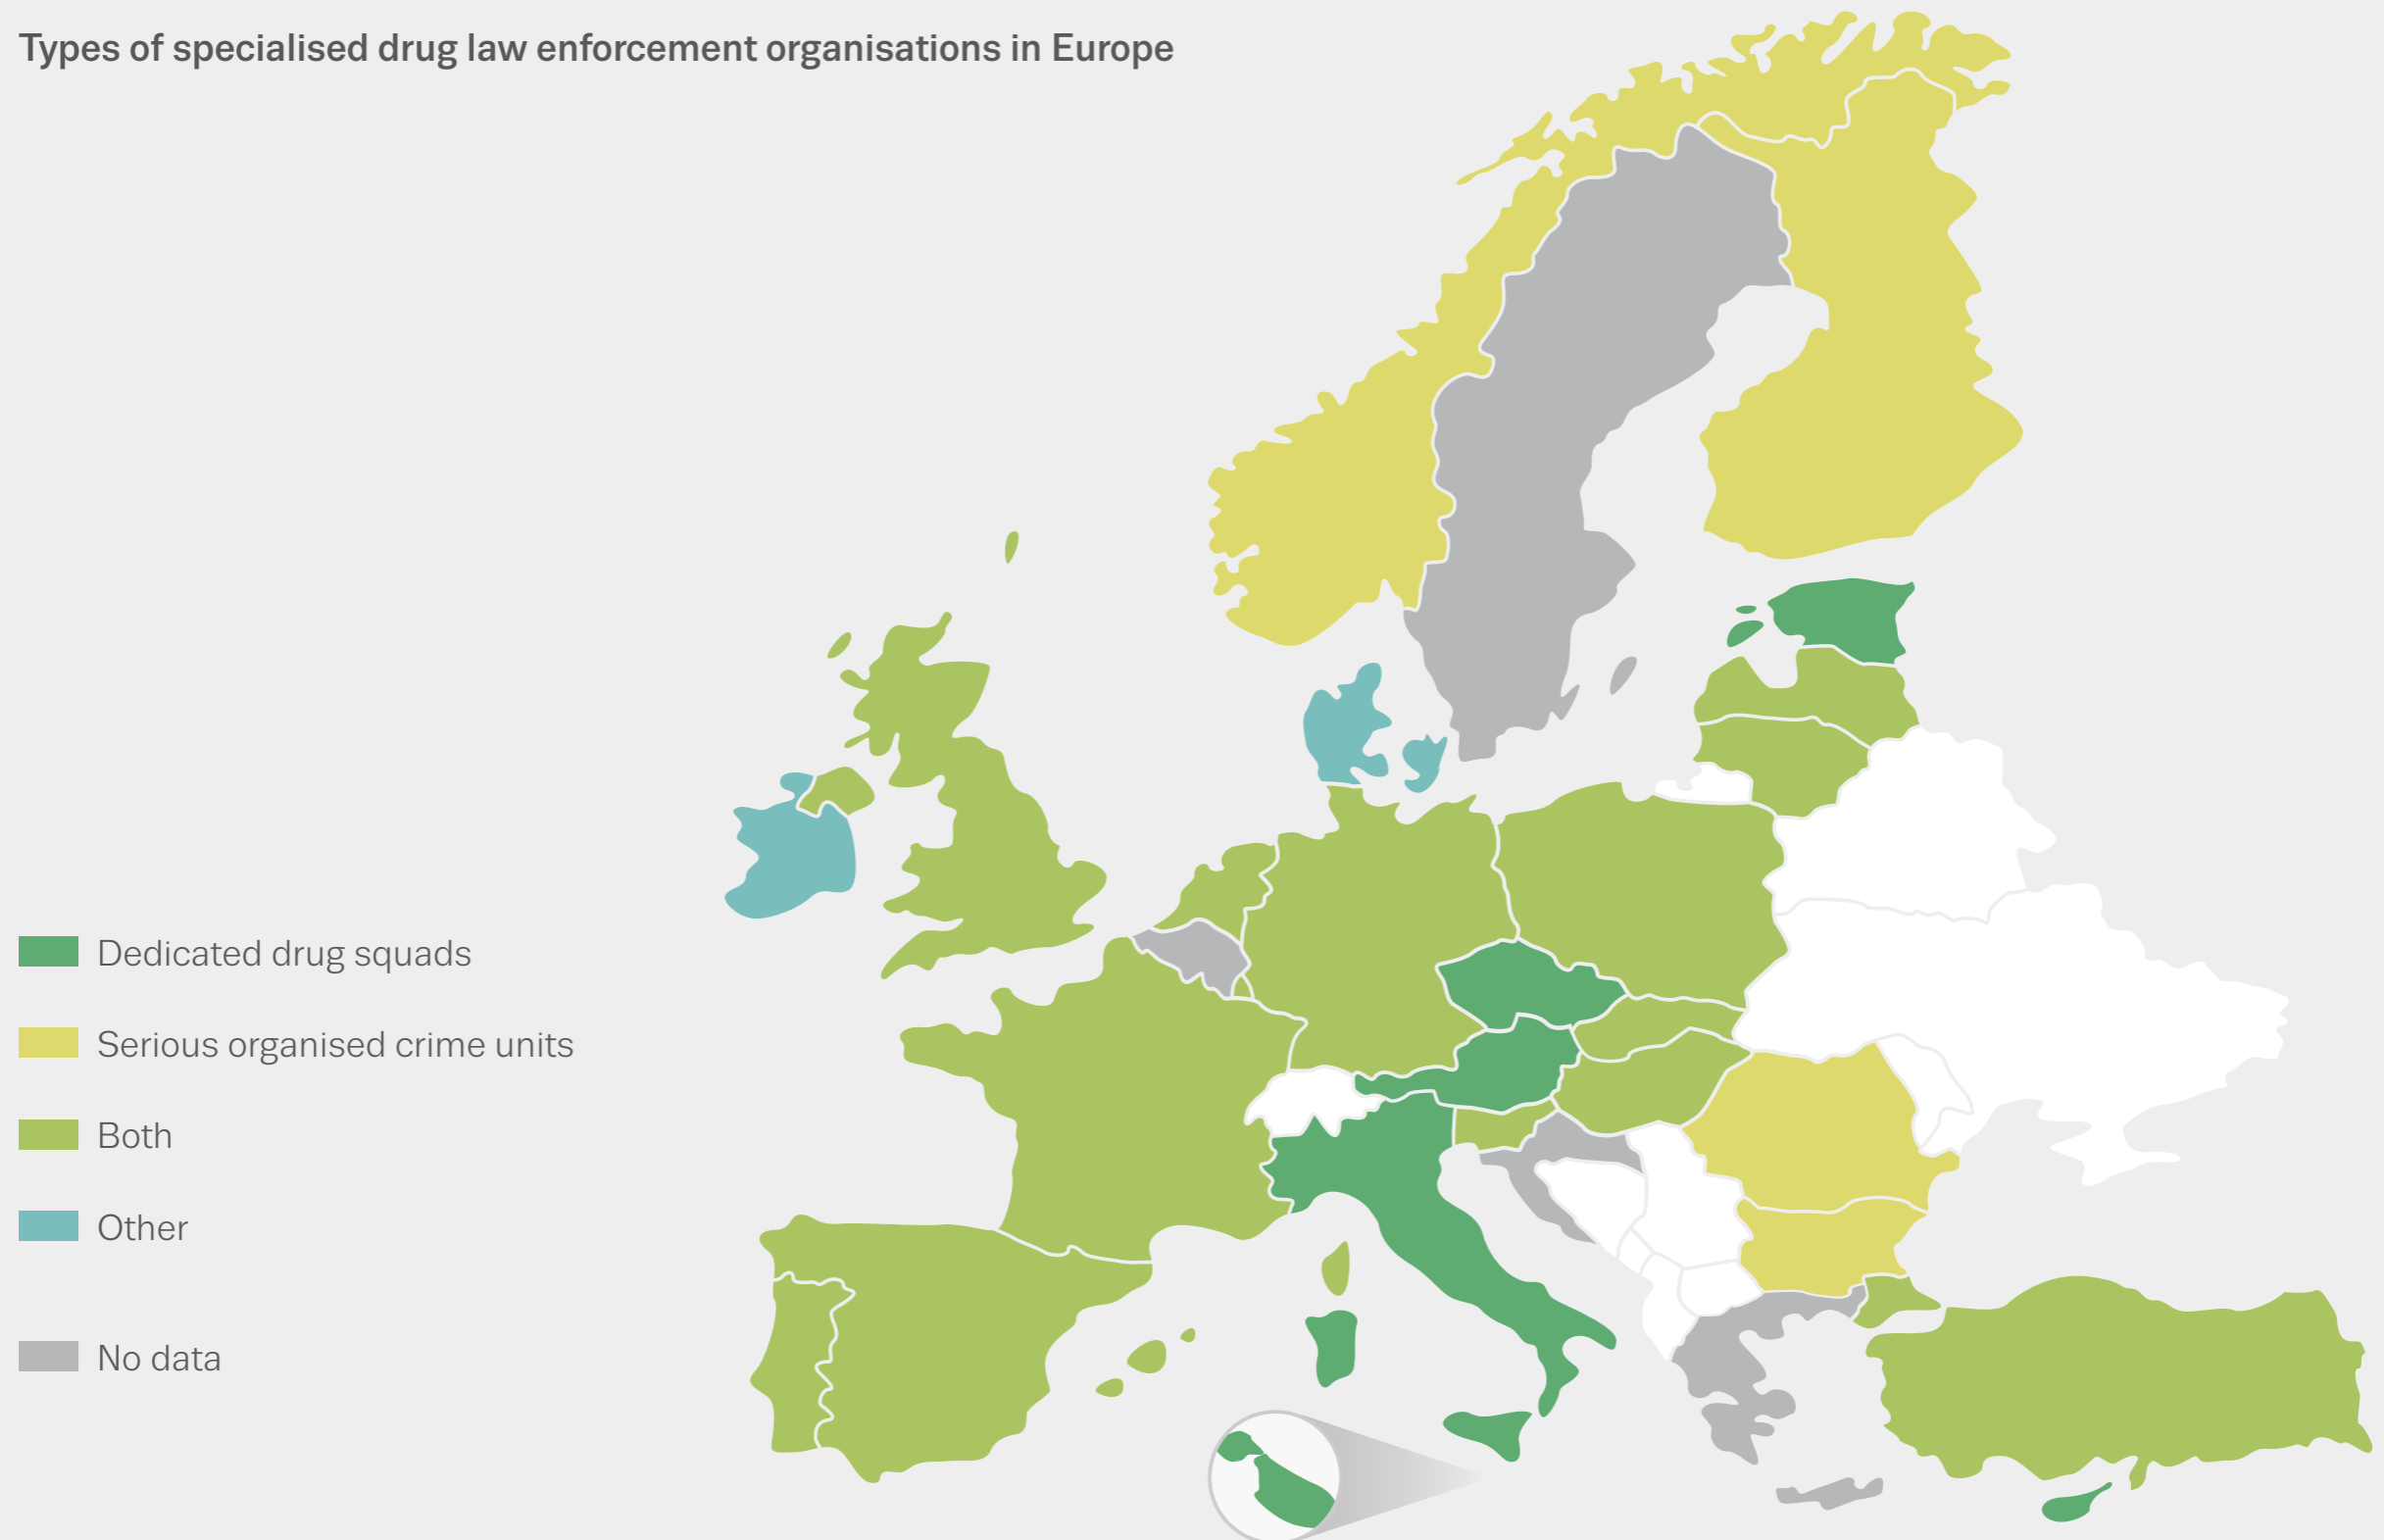 Types of specialised drug law enforcement organisations in Europe
Dedicated drug squads
Serious organised crime units
Both
Other
No data